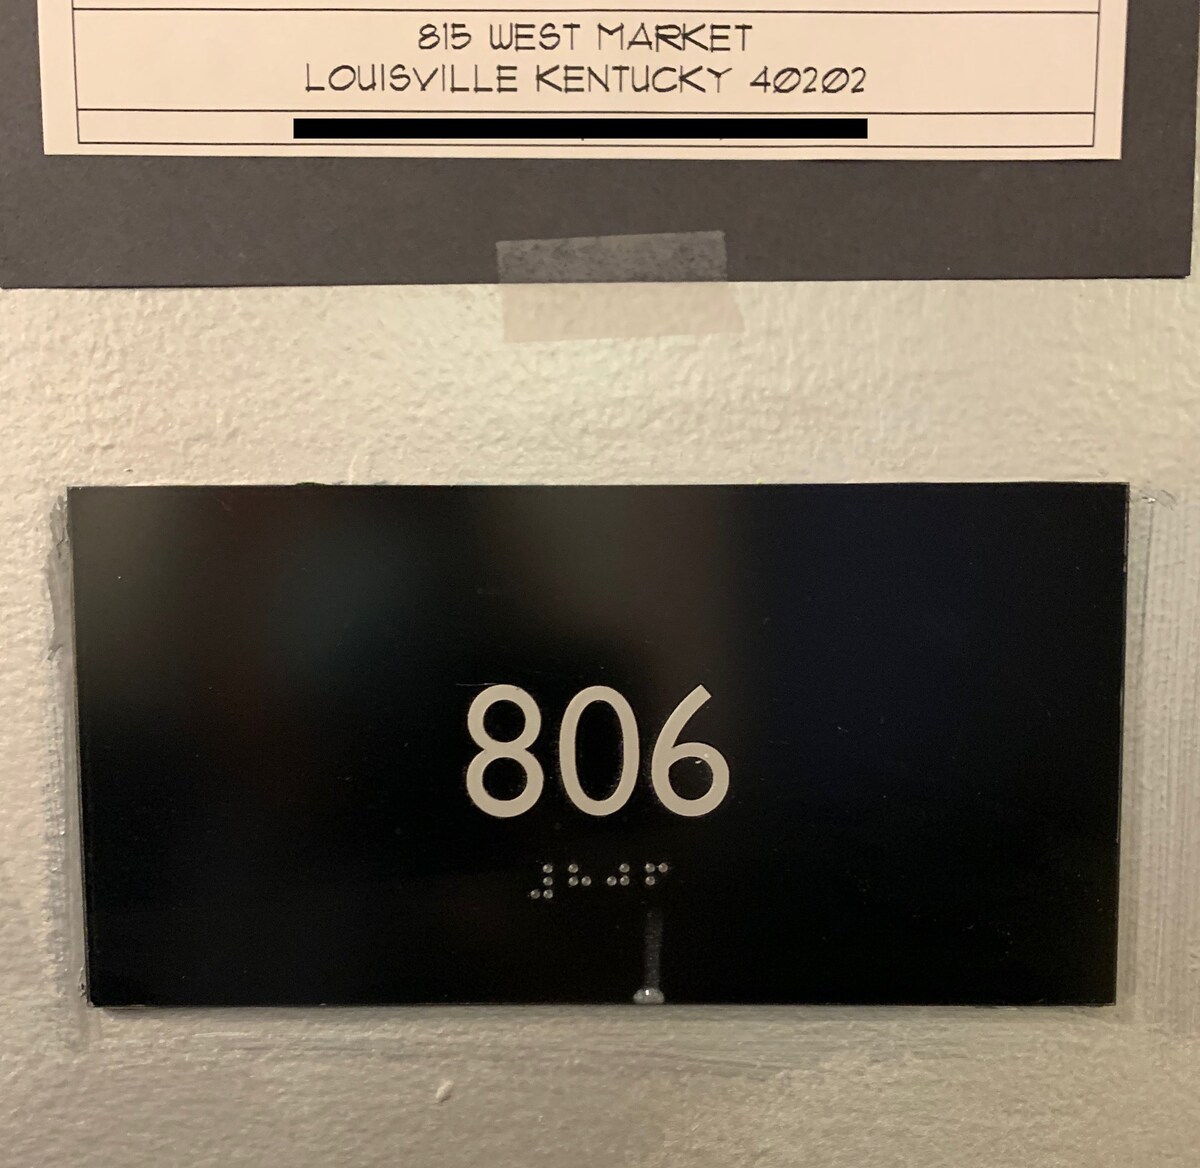 815 WEST MARKET
LOUISVILLE KENTUCKY 40202
806
⠼⠓⠚⠋